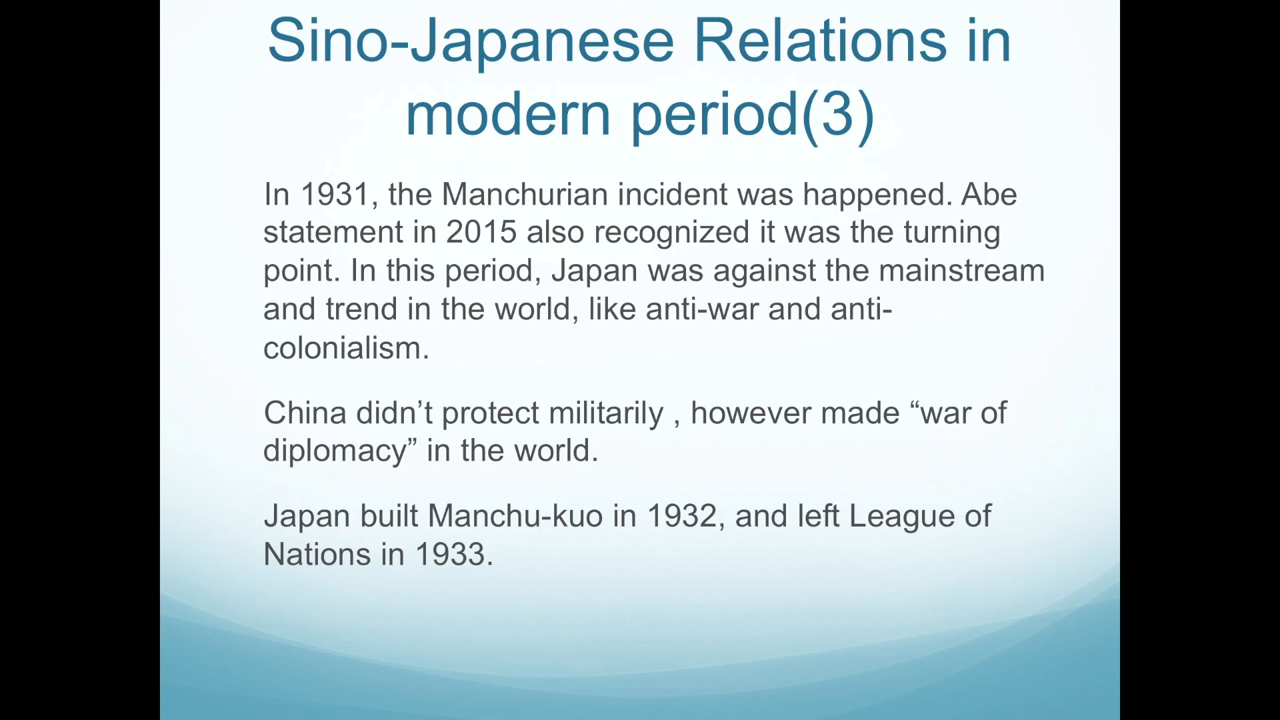 Sino-Japanese Relations in
modern period(3)
In 1931, the Manchurian incident was happened. Abe
statement in 2015 also recognized it was the turning
point. In this period, Japan was against the mainstream
and trend in the world, like anti-war and anti-
colonialism.
China didn’t protect militarily , however made “war of
diplomacy” in the world.
Japan built Manchu-kuo in 1932, and left League of
Nations in 1933.